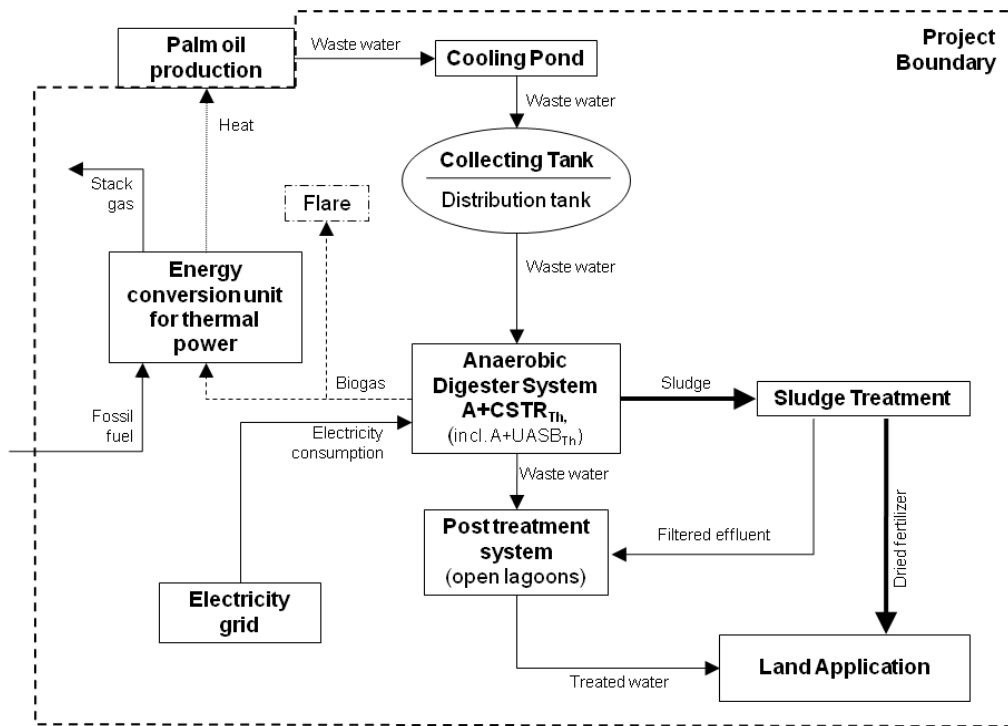 Palm oil
production
Waste water
Cooling Pond
Project
Boundary
Waste water
Heat
Collecting Tank
Distribution tank
Stack
gas
Flare
Waste water
Energy
conversion unit
for thermal
power
Anaerobic
Digester System
A+CSTRTh,
(incl. A+UASBTh)
Biogas
Sludge
Sludge Treatment
Fossil
fuel
Electricity
consumption
Waste water
Post treatment
system
(open lagoons)
Filtered effluent
Dried fertilizer
Electricity
grid
Treated water
Land Application